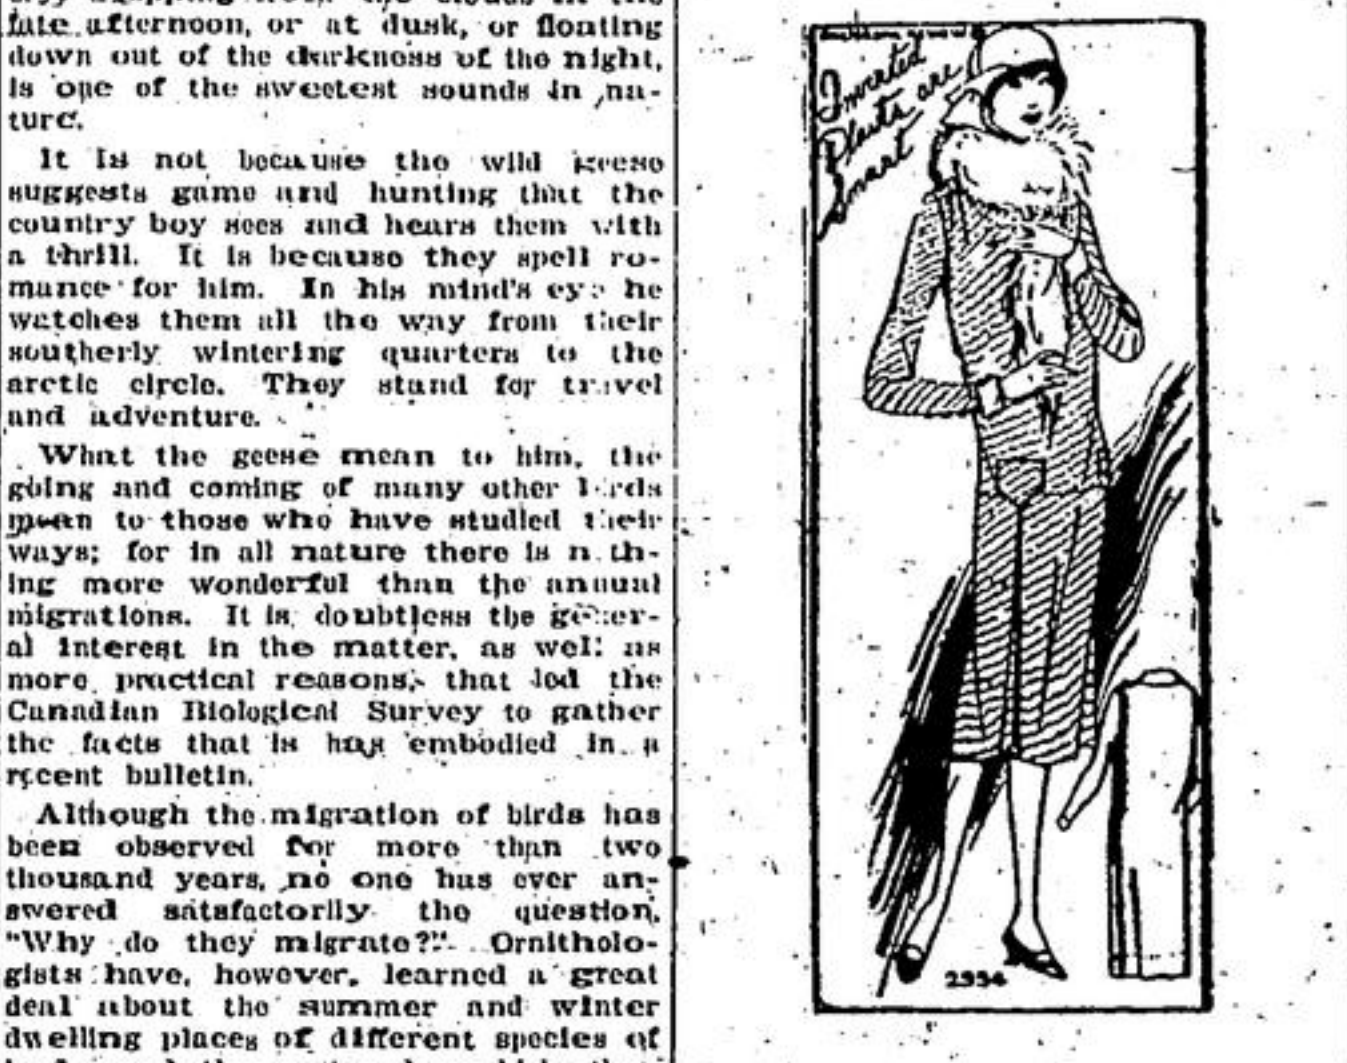 late afternoon, or at dusk, or floating
down out of the darkness of the night,
is one of the sweetest sounds in na-
ture.
It is not because the wild geese
suggests game and hunting that the
country boy sees and hears them with
a thrill. It is because they spell ro-
mance for him. In his mind's eye he
watches them all the way from their
southerly wintering quarters to the
arctic circle. They stand for travel
and adventure.
What the geese mean to him, the
going and coming of many other birds
mean to those who have studied their
ways; for in all nature there is noth-
ing more wonderful than the annual
migrations. It is doubtless the gener-
al interest in the matter, as well as
more practical reasons, that led the
Canadian Biological Survey to gather
the facts that is has embodied in a
recent bulletin.
Although the migration of birds has
been observed for more than two
thousand years, no one has ever an-
swered satsfactorily the question,
"Why do they migrate?" Ornitholo-
gists have, however, learned a great
deal about the summer and winter
dwelling places of different species of
Inverted
Pleats are
Smart
2994